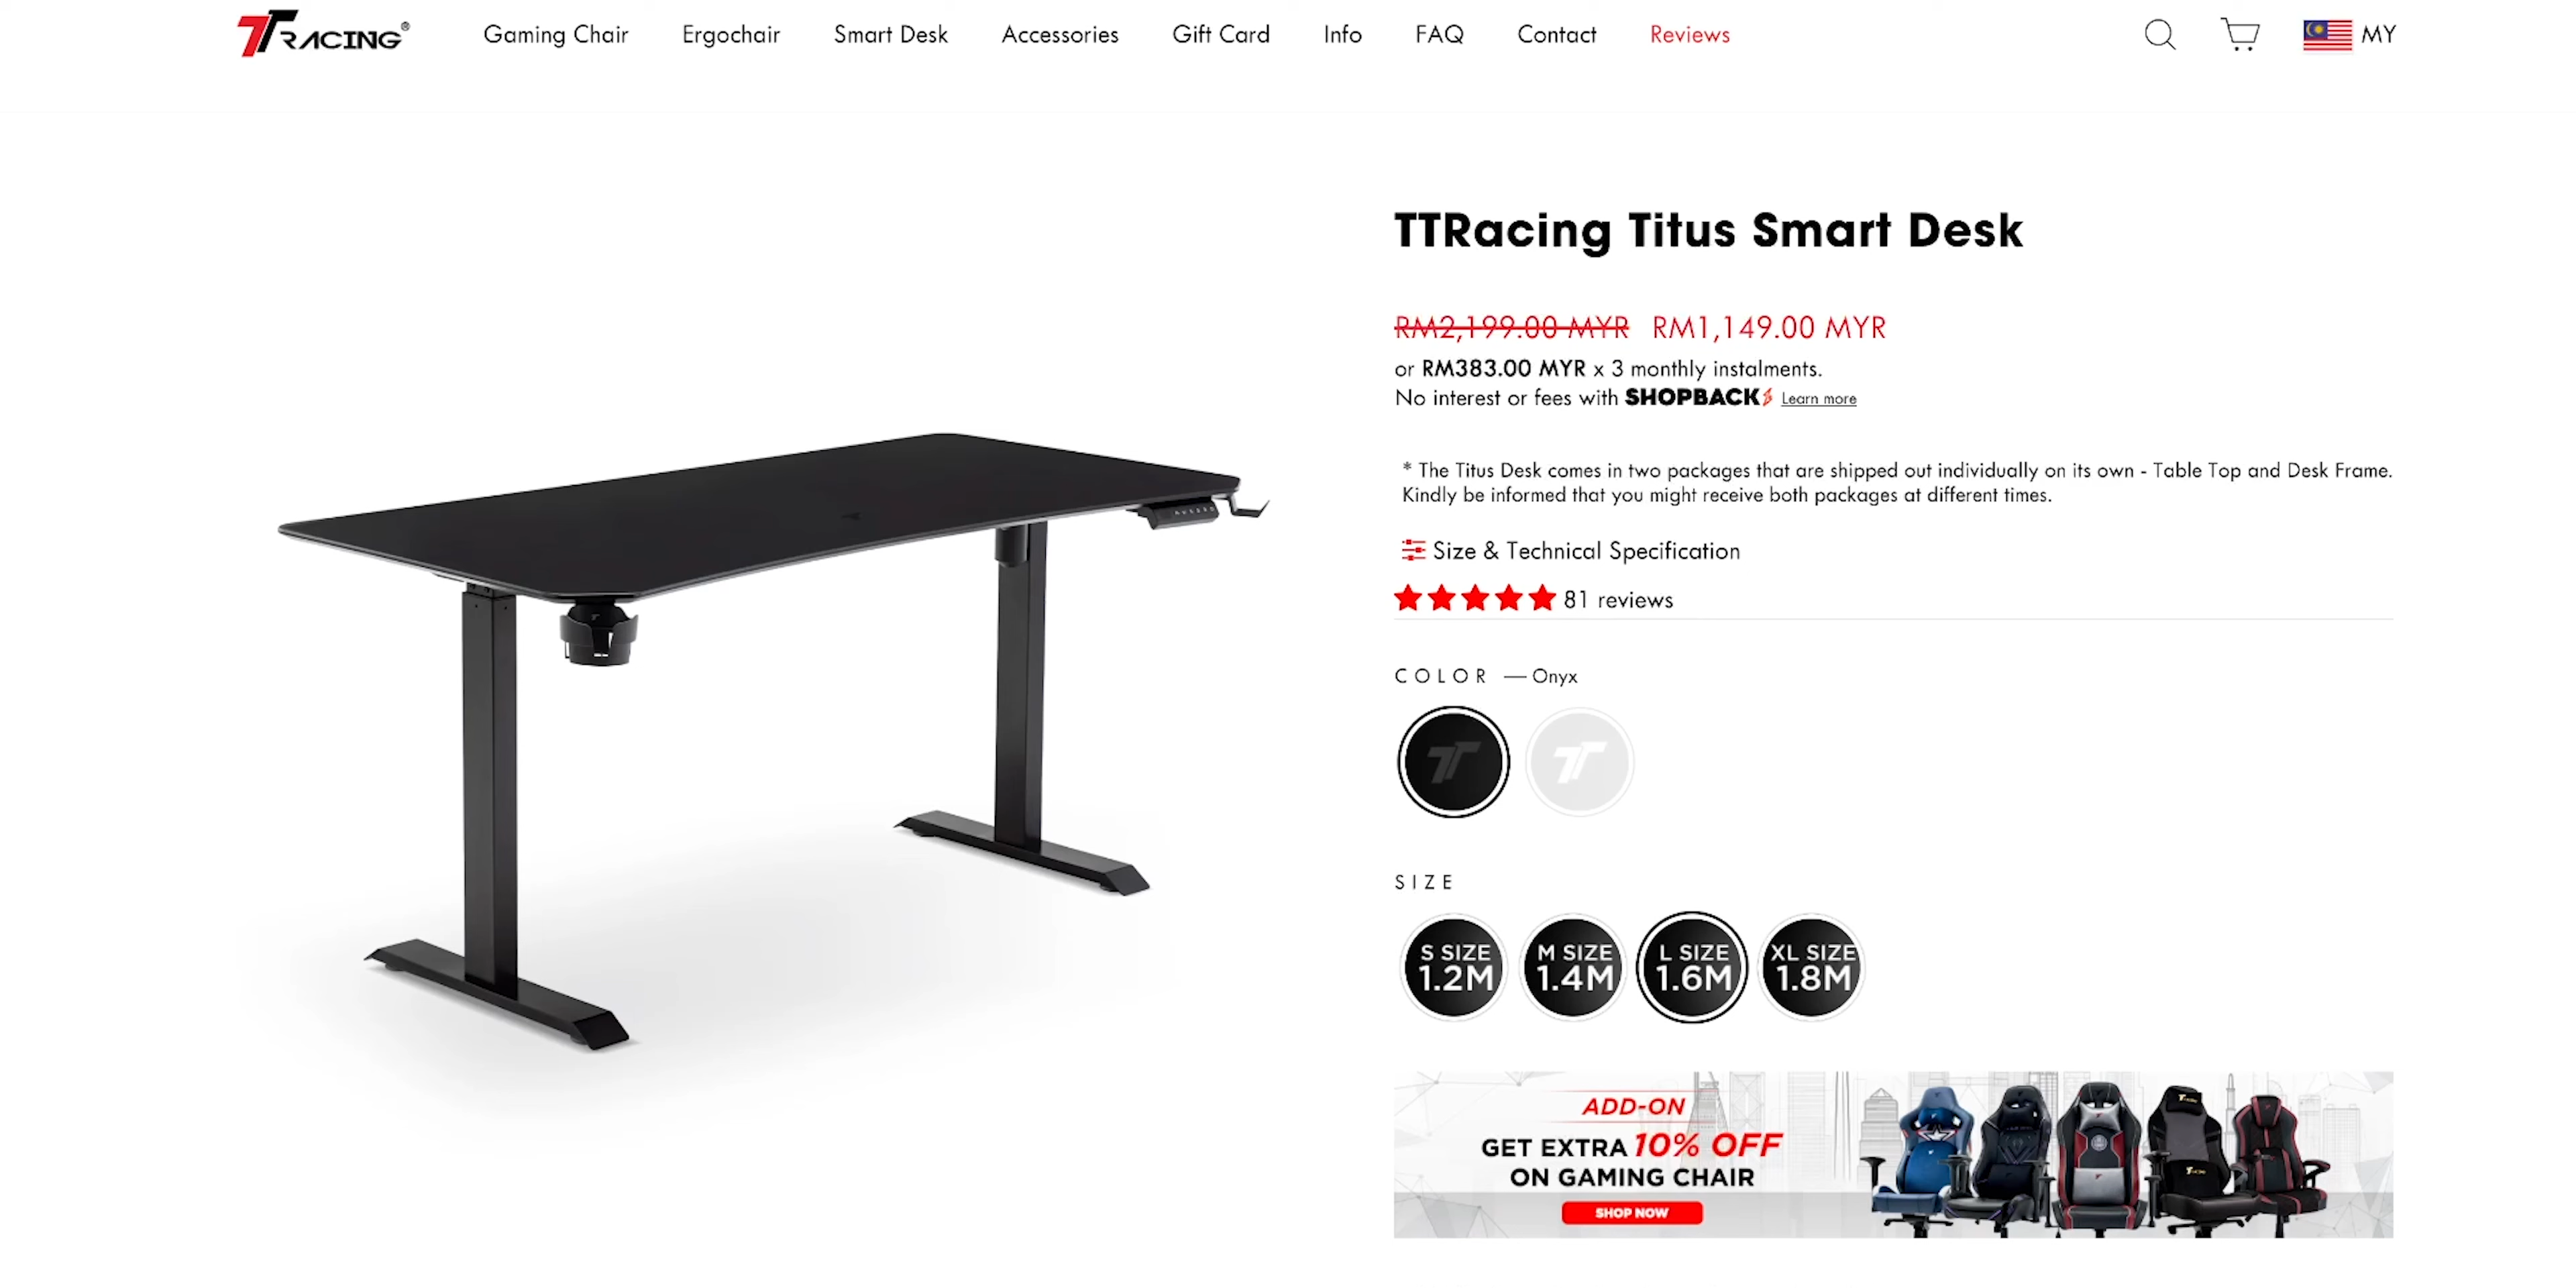 TTRACING®
Gaming Chair Ergochair Smart Desk Accessories Gift Card Info FAQ Contact Reviews MY
TTRacing Titus Smart Desk
RM2,199.00 MYR RM1,149.00 MYR
or RM383.00 MYR x 3 monthly instalments.
No interest or fees with SHOPBACK Learn more
* The Titus Desk comes in two packages that are shipped out individually on its own - Table Top and Desk Frame.
Kindly be informed that you might receive both packages at different times.
Size & Technical Specification
81 reviews
COLOR — Onyx
TT TT
SIZE
S SIZE
1.2M
M SIZE
1.4M
L SIZE
1.6M
XL SIZE
1.8M
ADD-ON
GET EXTRA 10% OFF
ON GAMING CHAIR
SHOP NOW